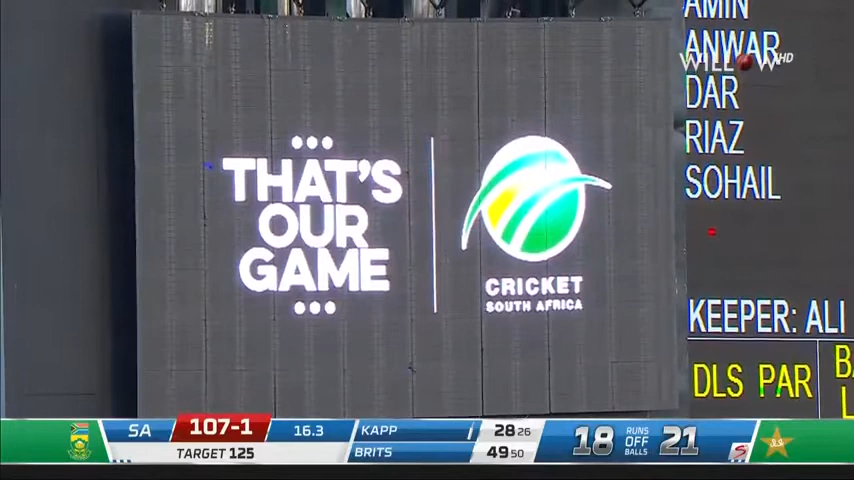 AMIN
ANWAR
WILLOW HD
DAR
RIAZ
SOHAIL
THAT'S
OUR
GAME
CRICKET
SOUTH AFRICA
KEEPER: ALI
DLS PAR
SA 107-1 16.3
TARGET 125
KAPP 28 26
BRITS 49 50
18 RUNS OFF BALLS 21